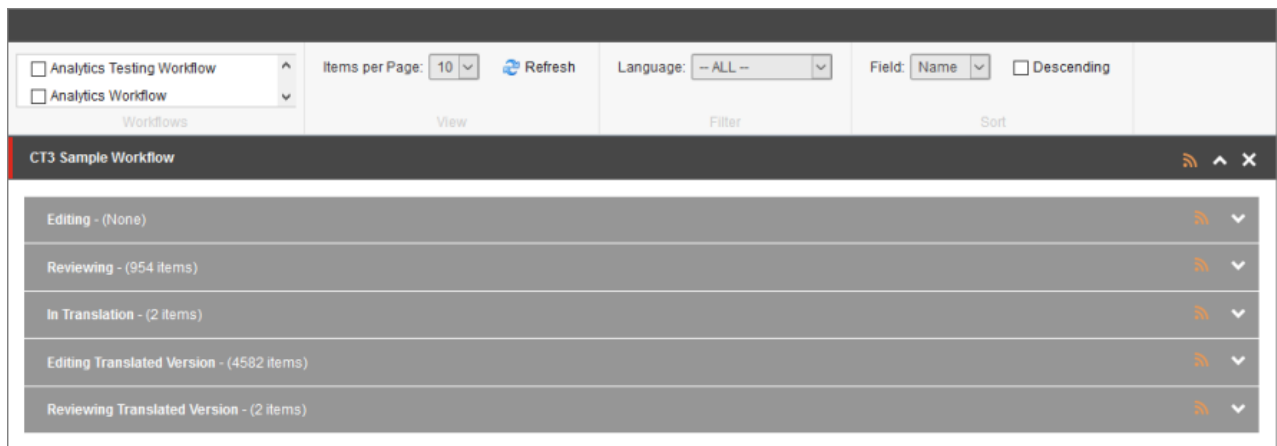 Analytics Testing Workflow
Analytics Workflow
Workflows
Items per Page: 10 Refresh
View
Language: -- ALL --
Filter
Field: Name Descending
Sort
CT3 Sample Workflow
Editing - (None)
Reviewing - (954 items)
In Translation - (2 items)
Editing Translated Version - (4582 items)
Reviewing Translated Version - (2 items)